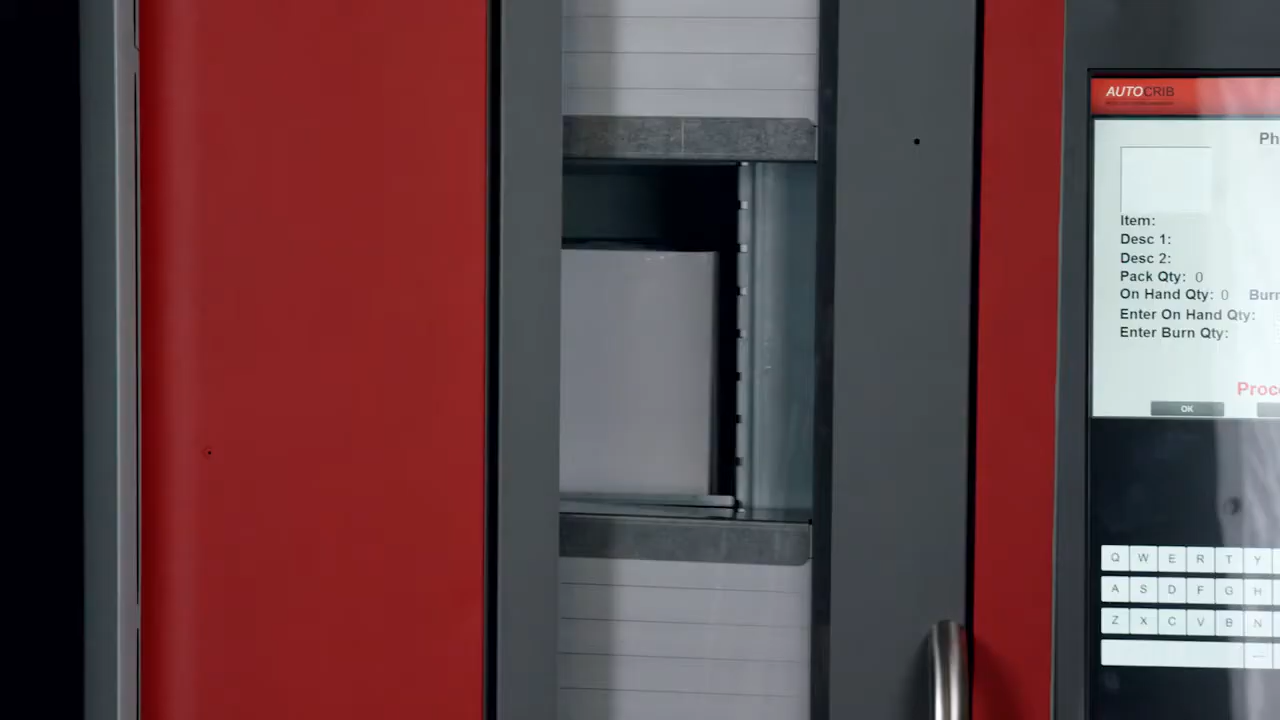 AUTOCRIB
Ph
Item:
Desc 1:
Desc 2:
Pack Qty: 0
On Hand Qty: 0 Burn
Enter On Hand Qty:
Enter Burn Qty:
Proc
OK
Q W E R T Y
A S D F G H
Z X C V B N